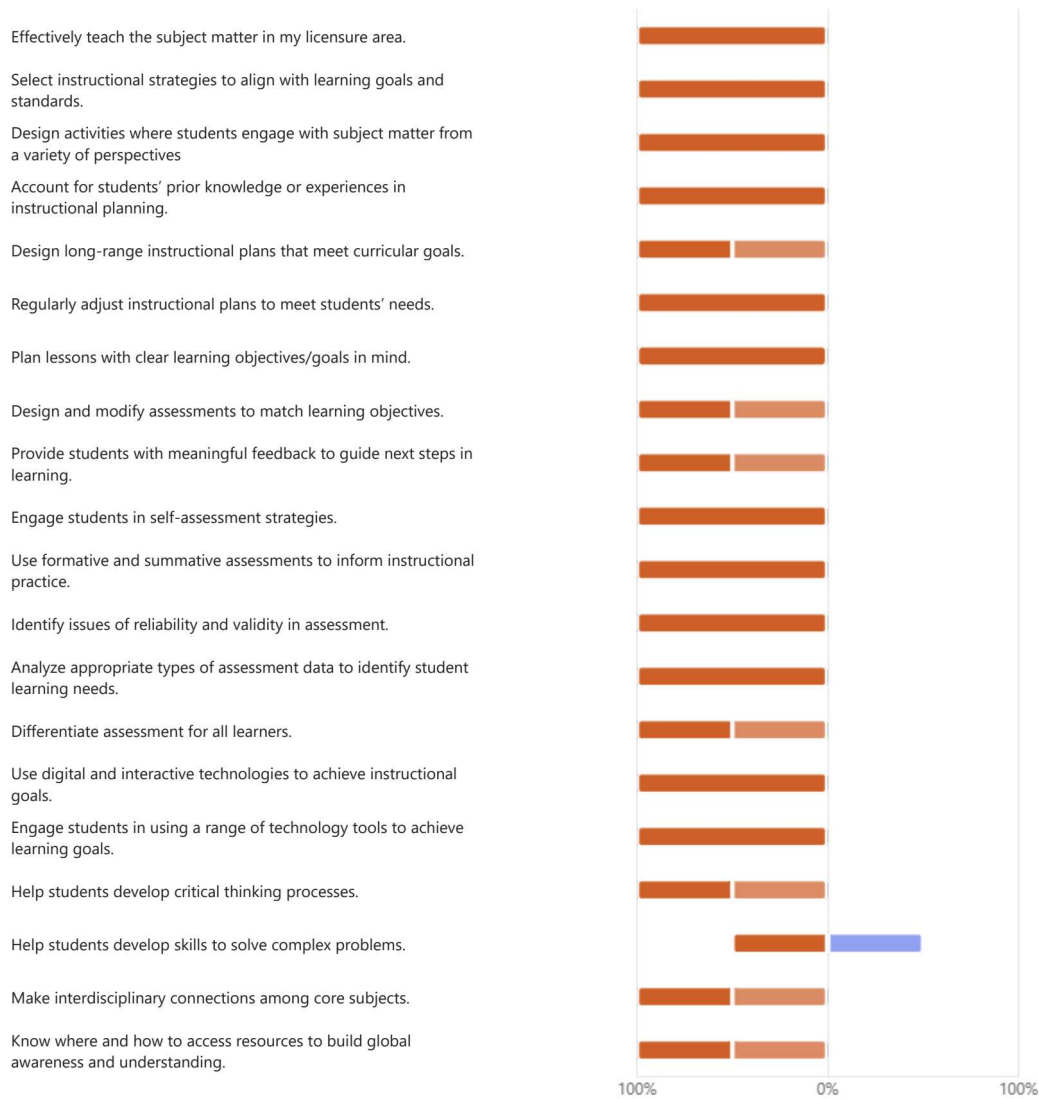 Effectively teach the subject matter in my licensure area.
Select instructional strategies to align with learning goals and
standards.
Design activities where students engage with subject matter from
a variety of perspectives
Account for students’ prior knowledge or experiences in
instructional planning.
Design long-range instructional plans that meet curricular goals.
Regularly adjust instructional plans to meet students’ needs.
Plan lessons with clear learning objectives/goals in mind.
Design and modify assessments to match learning objectives.
Provide students with meaningful feedback to guide next steps in
learning.
Engage students in self-assessment strategies.
Use formative and summative assessments to inform instructional
practice.
Identify issues of reliability and validity in assessment.
Analyze appropriate types of assessment data to identify student
learning needs.
Differentiate assessment for all learners.
Use digital and interactive technologies to achieve instructional
goals.
Engage students in using a range of technology tools to achieve
learning goals.
Help students develop critical thinking processes.
Help students develop skills to solve complex problems.
Make interdisciplinary connections among core subjects.
Know where and how to access resources to build global
awareness and understanding.
100% 0% 100%